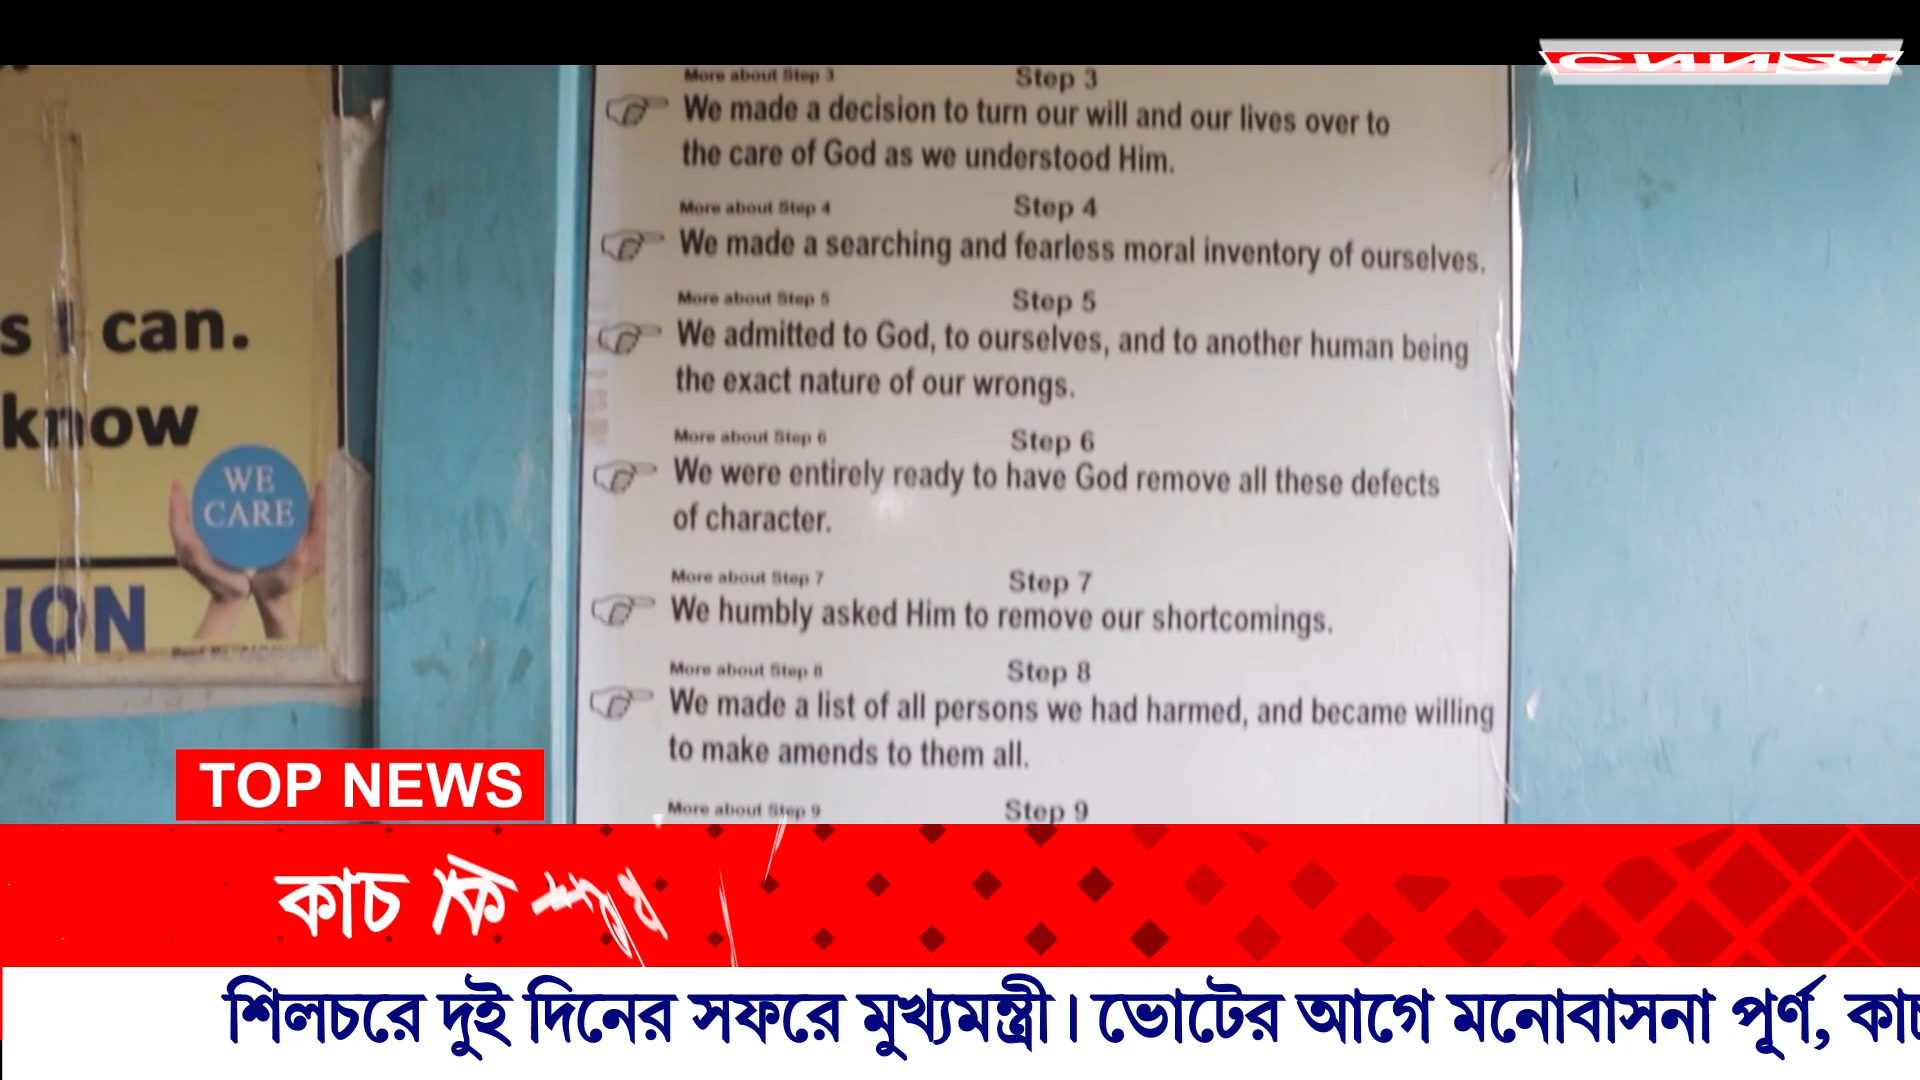 More about Step 3 Step 3
We made a decision to turn our will and our lives over to
the care of God as we understood Him.
More about Step 4 Step 4
We made a searching and fearless moral inventory of ourselves.
More about Step 5 Step 5
We admitted to God, to ourselves, and to another human being
the exact nature of our wrongs.
More about Step 6 Step 6
We were entirely ready to have God remove all these defects
of character.
More about Step 7 Step 7
We humbly asked Him to remove our shortcomings.
More about Step 8 Step 8
We made a list of all persons we had harmed, and became willing
to make amends to them all.
More about Step 9 Step 9
s I can.
know
WE
CARE
ION
TOP NEWS
কাচ
শিলচরে দুই দিনের সফরে মুখ্যমন্ত্রী। ভোটের আগে মনোবাসনা পূর্ণ,